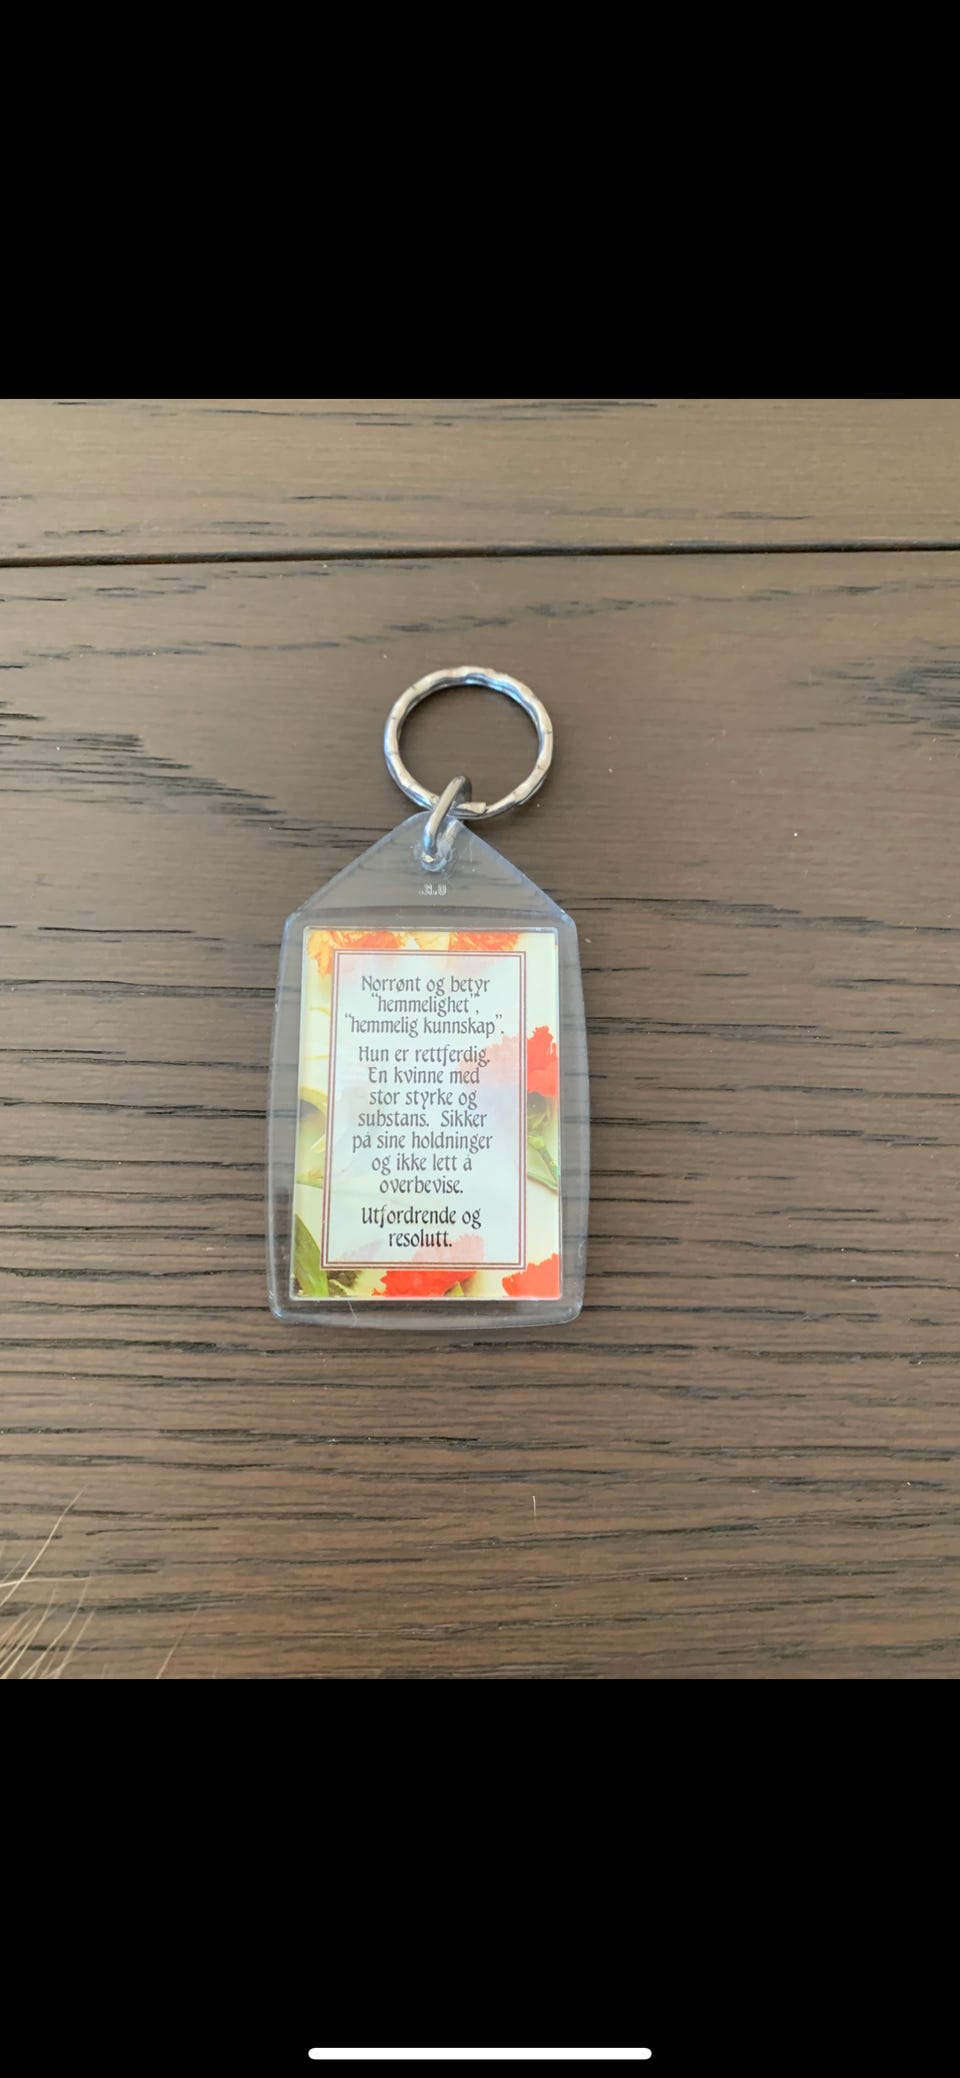 U.K.
Norrønt og betyr
“hemmelighet”,
“hemmelig kunnskap”.
Hun er rettferdig.
En kvinne med
stor styrke og
substans. Sikker
på sine holdninger
og ikke lett å
overbevise.
Utfordrende og
resolutt.